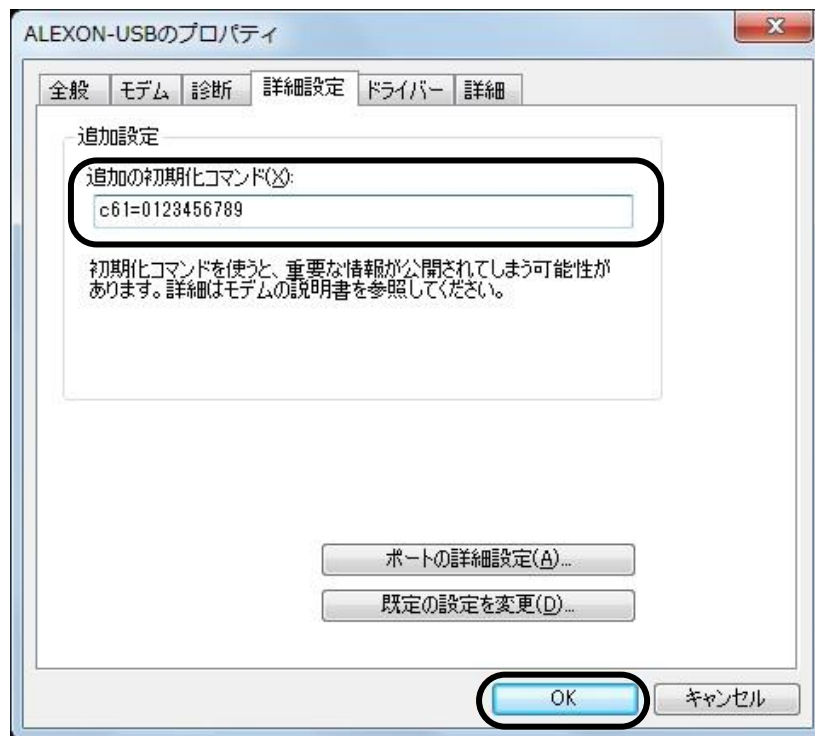 ALEXON-USBのプロパティ
全般 モデム 診断 詳細設定 ドライバー 詳細
追加設定
追加の初期化コマンド(X):
c61=0123456789
初期化コマンドを使うと、重要な情報が公開されてしまう可能性が
あります。詳細はモデムの説明書を参照してください。
ポートの詳細設定(A)...
既定の設定を変更(D)...
OK キャンセル